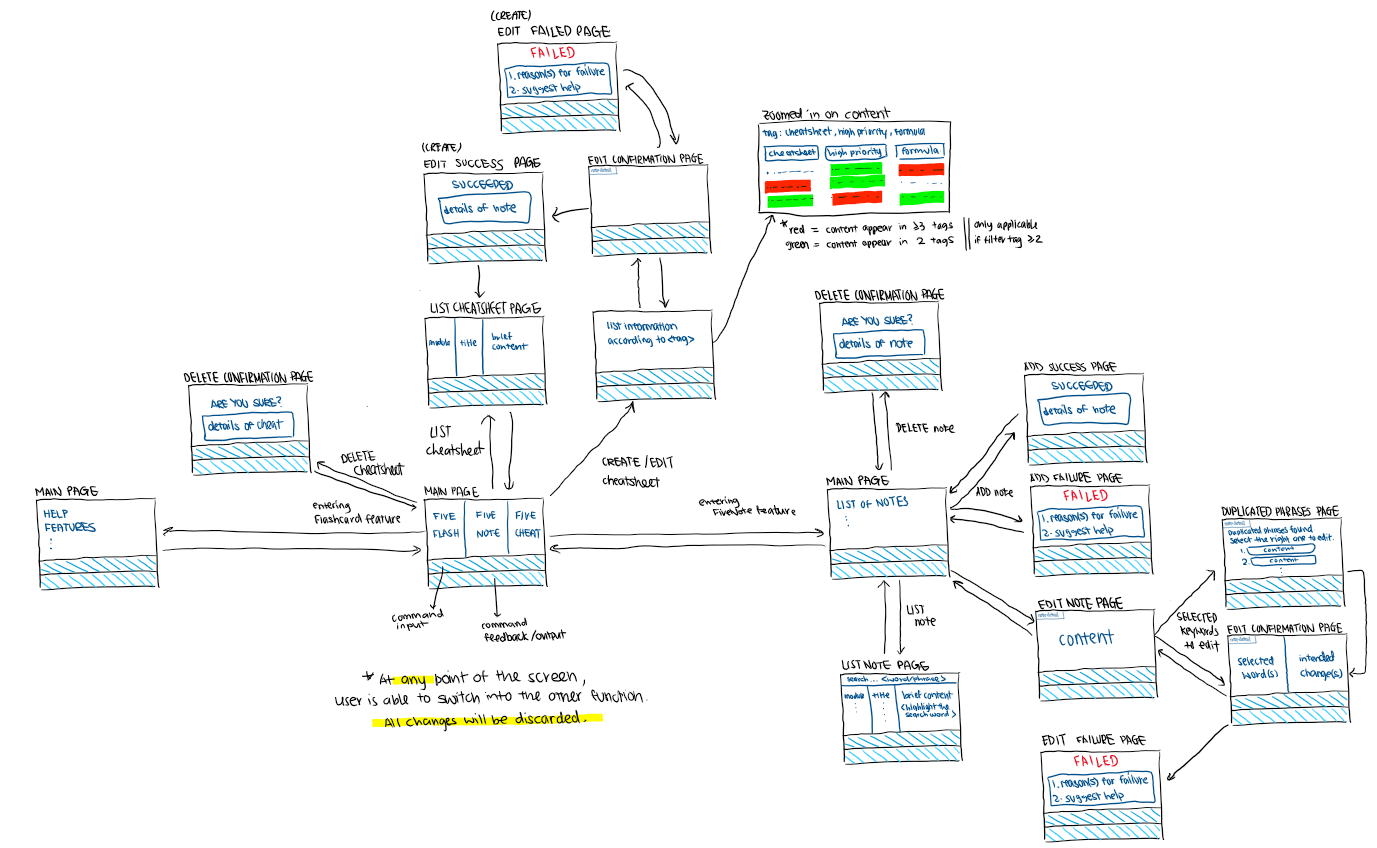 (CREATE)
EDIT FAILED PAGE
FAILED
1. reason(s) for failure
2. suggest help
(CREATE)
EDIT SUCCESS PAGE
SUCCEEDED
details of note
EDIT CONFIRMATION PAGE
Zoomed in on content
tag: cheatsheet, high priority, formula
cheatsheet
high priority
formula
*red = content appear in ≥3 tags
green = content appear in 2 tags
only applicable
if filter tag ≥2
LIST CHEATSHEET PAGE
module
title
brief
content
list information
according to <tag>
DELETE CONFIRMATION PAGE
ARE YOU SURE?
details of note
DELETE CONFIRMATION PAGE
ARE YOU SURE?
details of cheat
ADD SUCCESS PAGE
SUCCEEDED
details of note
DELETE
cheatsheet
LIST
cheatsheet
CREATE/EDIT
cheatsheet
DELETE note
MAIN PAGE
HELP
FEATURES
:
entering
Flashcard feature
MAIN PAGE
FIVE
FLASH
FIVE
NOTE
FIVE
CHEAT
entering
FiveNote feature
MAIN PAGE
LIST OF NOTES
:
ADD note
ADD FAILURE PAGE
FAILED
1. reason(s) for failure
2. suggest help
DUPLICATED PHRASES PAGE
Duplicated phrases found
Select the right one to edit.
1. content
2. content
:
command
input
command
feedback/output
LIST
note
EDIT NOTE PAGE
content
SELECTED
keywords
to edit
EDIT CONFIRMATION PAGE
selected
word(s)
intended
change(s)
* At any point of the screen,
user is able to switch into the other function.
All changes will be discarded.
LIST NOTE PAGE
search... <word/phrase>
module
title
brief content
<highlight the
search word>
EDIT FAILURE PAGE
FAILED
1. reason(s) for failure
2. suggest help